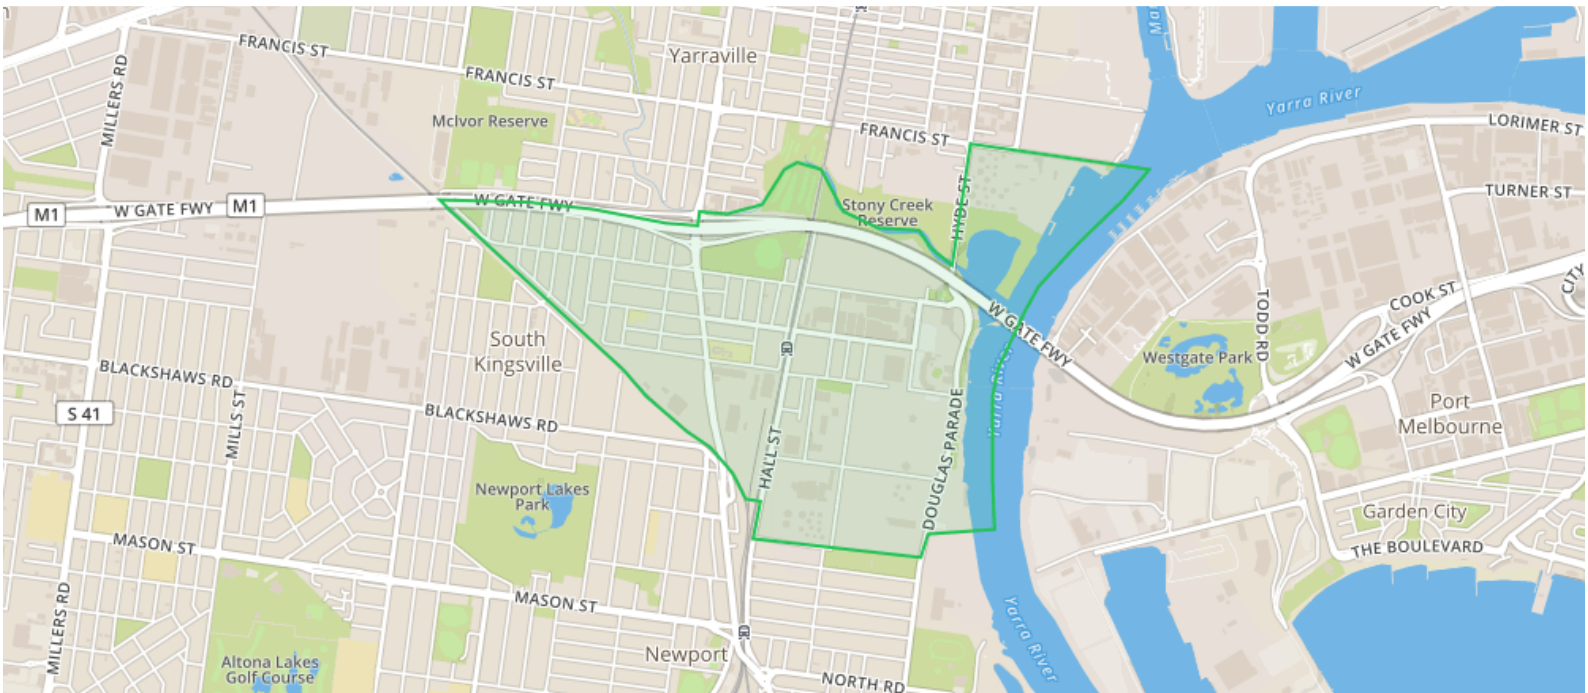 FRANCIS ST
MILLERS RD
Yarraville
FRANCIS ST
McIvor Reserve
FRANCIS ST
Yarra River
LORIMER ST
TURNER ST
M1
W GATE FWY
M1
W GATE FWY
Stony Creek
Reserve
HYDE ST
TODD RD
COOK ST
CITY
W GATE FWY
W GATE FWY
Westgate Park
South
Kingsville
Yarra River
BLACKSHAWS RD
S 41
MILLS ST
BLACKSHAWS RD
DOUGLAS PARADE
Port
Melbourne
HALL ST
Newport Lakes
Park
Garden City
MASON ST
THE BOULEVARD
MASON ST
MILLERS RD
Yarra River
Altona Lakes
Golf Course
Newport
NORTH RD